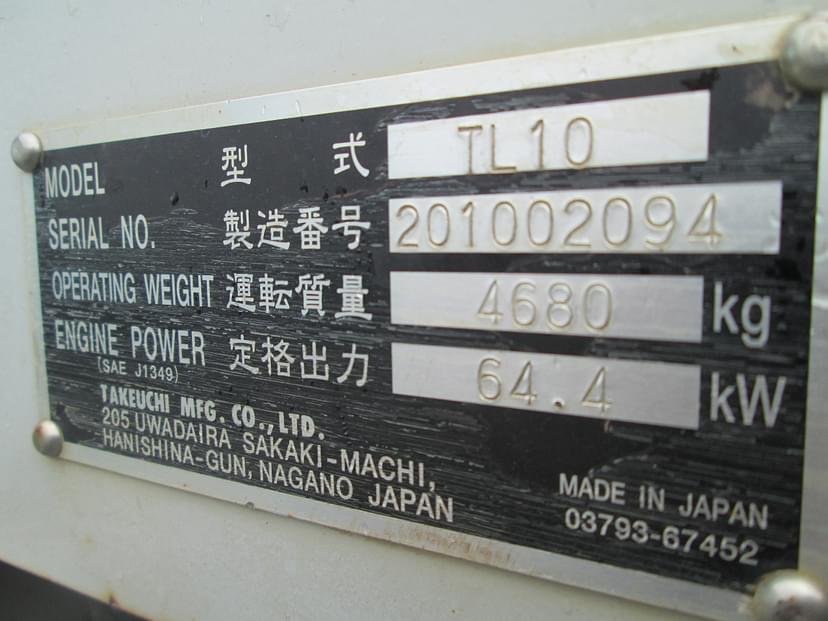 MODEL 型式 TL10
SERIAL NO. 製造番号 201002094
OPERATING WEIGHT 運転質量 4680 kg
ENGINE POWER 定格出力 64.4 kW
(SAE J1349)
TAKEUCHI MFG. CO.,LTD.
205 UWADAIRA SAKAKI-MACHI,
HANISHINA-GUN, NAGANO JAPAN
MADE IN JAPAN
03793-67452